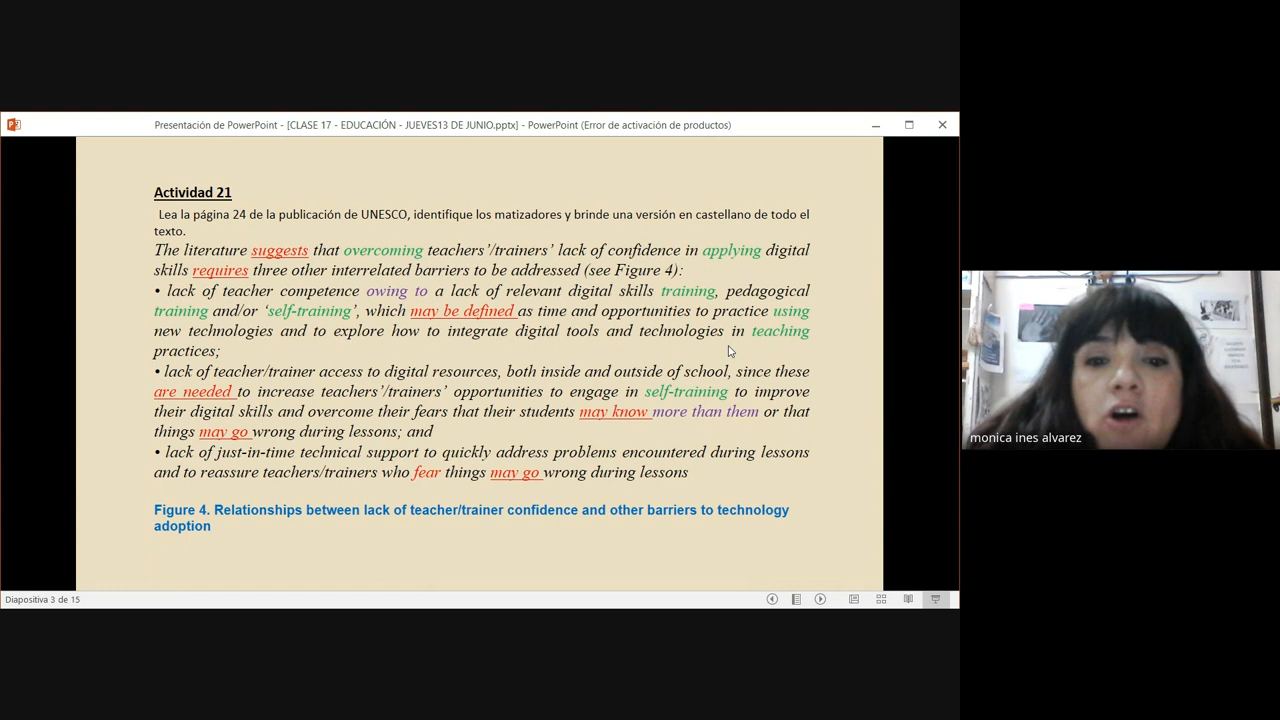 Presentación de PowerPoint - [CLASE 17 - EDUCACIÓN - JUEVES13 DE JUNIO.pptx] - PowerPoint (Error de activación de productos)
Actividad 21
Lea la página 24 de la publicación de UNESCO, identifique los matizadores y brinde una versión en castellano de todo el
texto.
The literature suggests that overcoming teachers’/trainers’ lack of confidence in applying digital
skills requires three other interrelated barriers to be addressed (see Figure 4):
• lack of teacher competence owing to a lack of relevant digital skills training, pedagogical
training and/or ‘self-training’, which may be defined as time and opportunities to practice using
new technologies and to explore how to integrate digital tools and technologies in teaching
practices;
• lack of teacher/trainer access to digital resources, both inside and outside of school, since these
are needed to increase teachers’/trainers’ opportunities to engage in self-training to improve
their digital skills and overcome their fears that their students may know more than them or that
things may go wrong during lessons; and
• lack of just-in-time technical support to quickly address problems encountered during lessons
and to reassure teachers/trainers who fear things may go wrong during lessons
Figure 4. Relationships between lack of teacher/trainer confidence and other barriers to technology
adoption
Diapositiva 3 de 15
monica ines alvarez